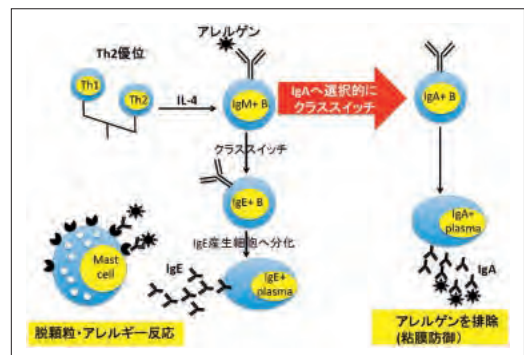 アレルゲン
Th2優位
Th1
Th2
IL-4
IgM+ B
IgAへ選択的に
クラススイッチ
IgA+ B
クラススイッチ
IgE+ B
IgE産生細胞へ分化
Mast
cell
IgE
IgE+
plasma
IgA+
plasma
IgA
脱顆粒・アレルギー反応
アレルゲンを排除
(粘膜防御)